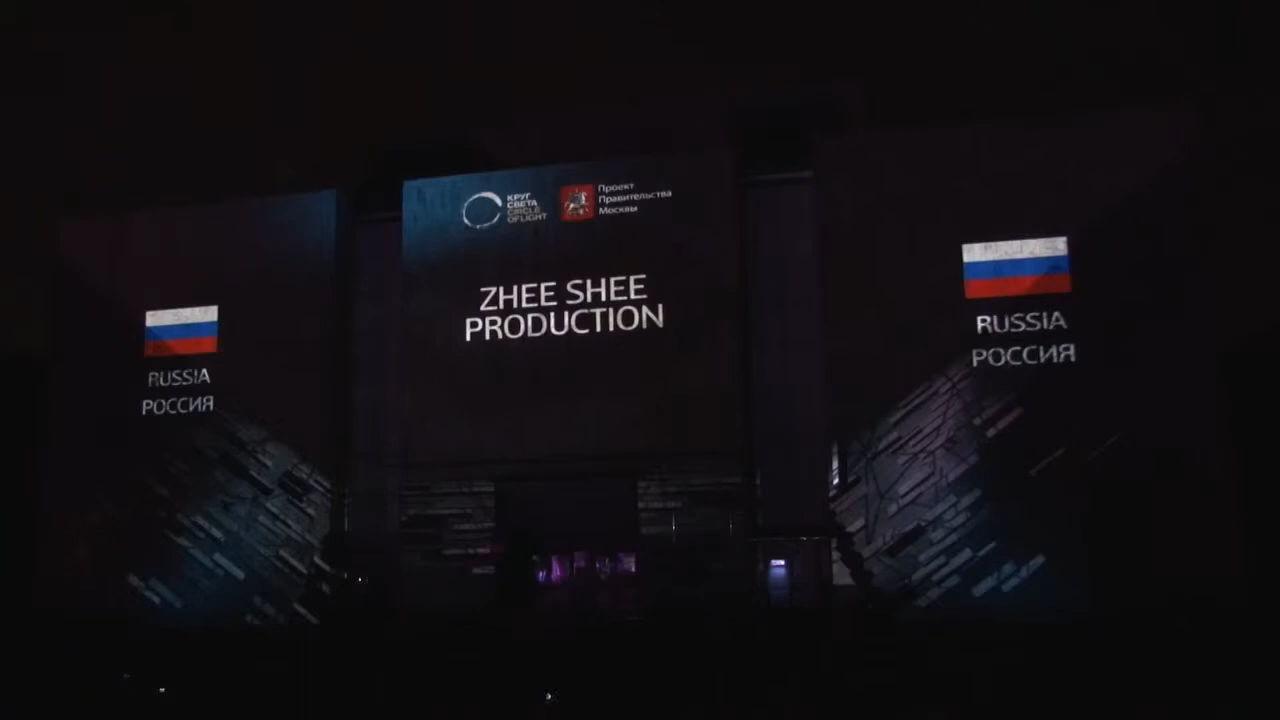 КРУГ
СВЕТА
CIRCLE
OF LIGHT
Проект
Правительства
Москвы
ZHEE SHEE
PRODUCTION
RUSSIA
РОССИЯ
RUSSIA
РОССИЯ